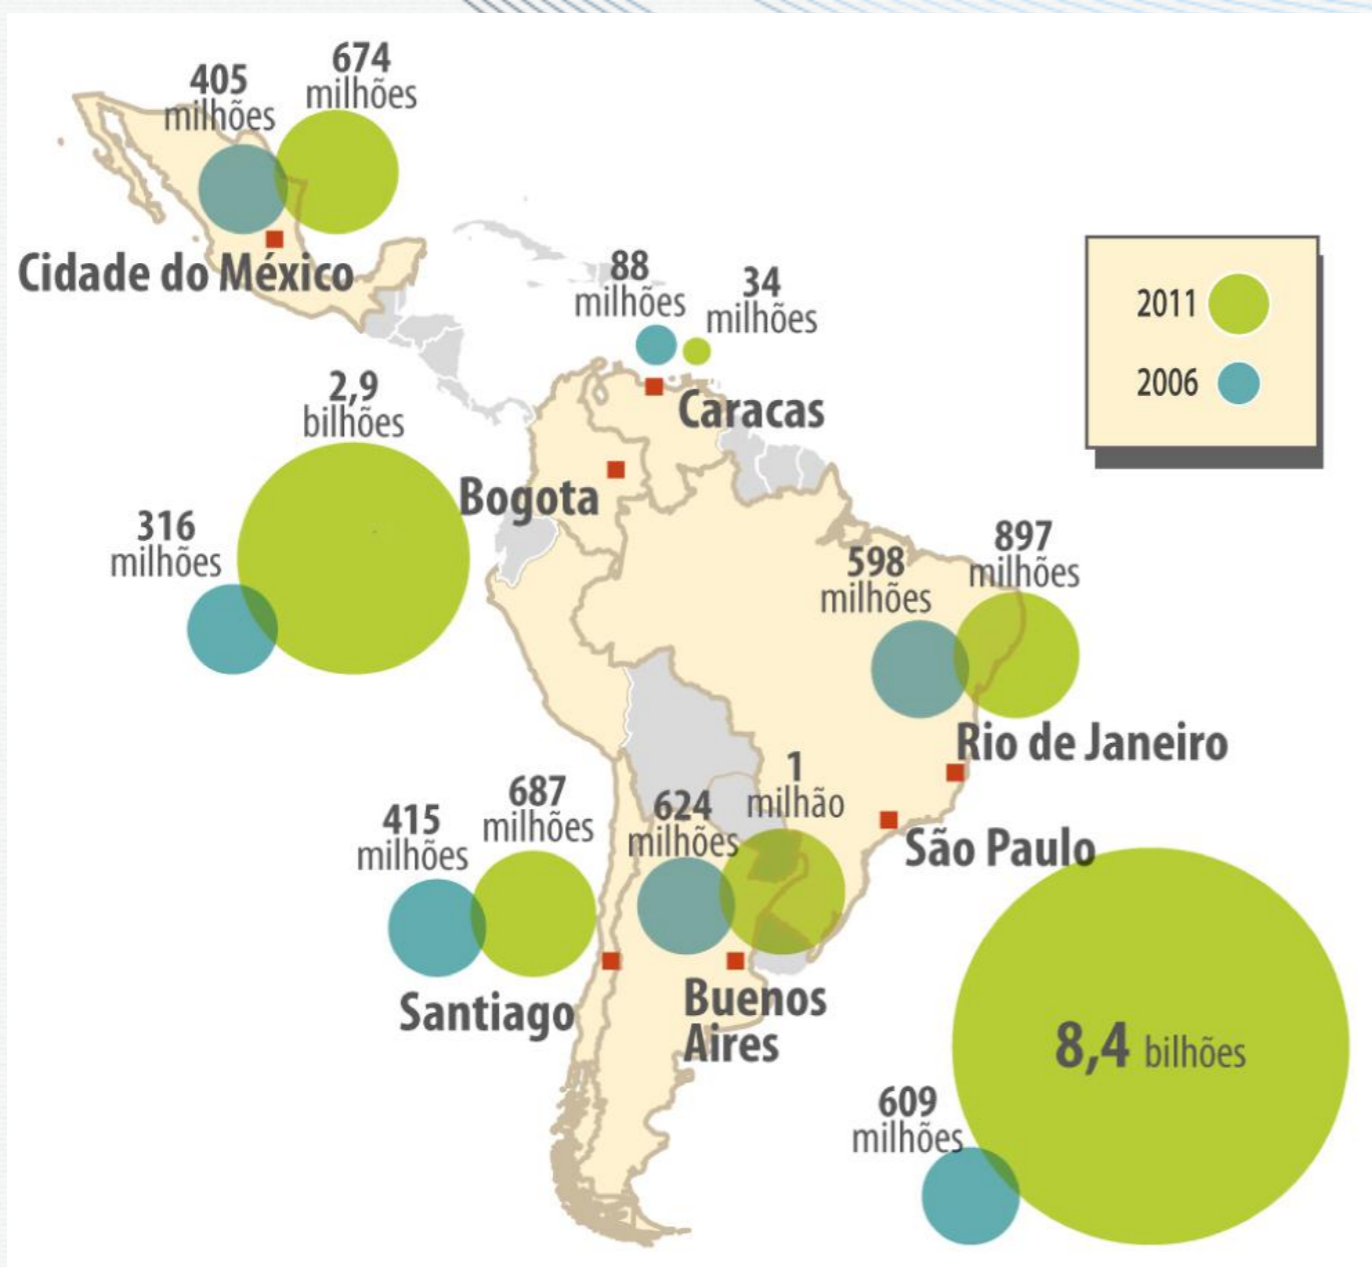 405
milhões
674
milhões
Cidade do México
88
milhões
34
milhões
Caracas
2011
2006
2,9
bilhões
316
milhões
Bogota
598
milhões
897
milhões
Rio de Janeiro
São Paulo
415
milhões
687
milhões
Santiago
624
milhões
1
milhão
Buenos
Aires
8,4 bilhões
609
milhões